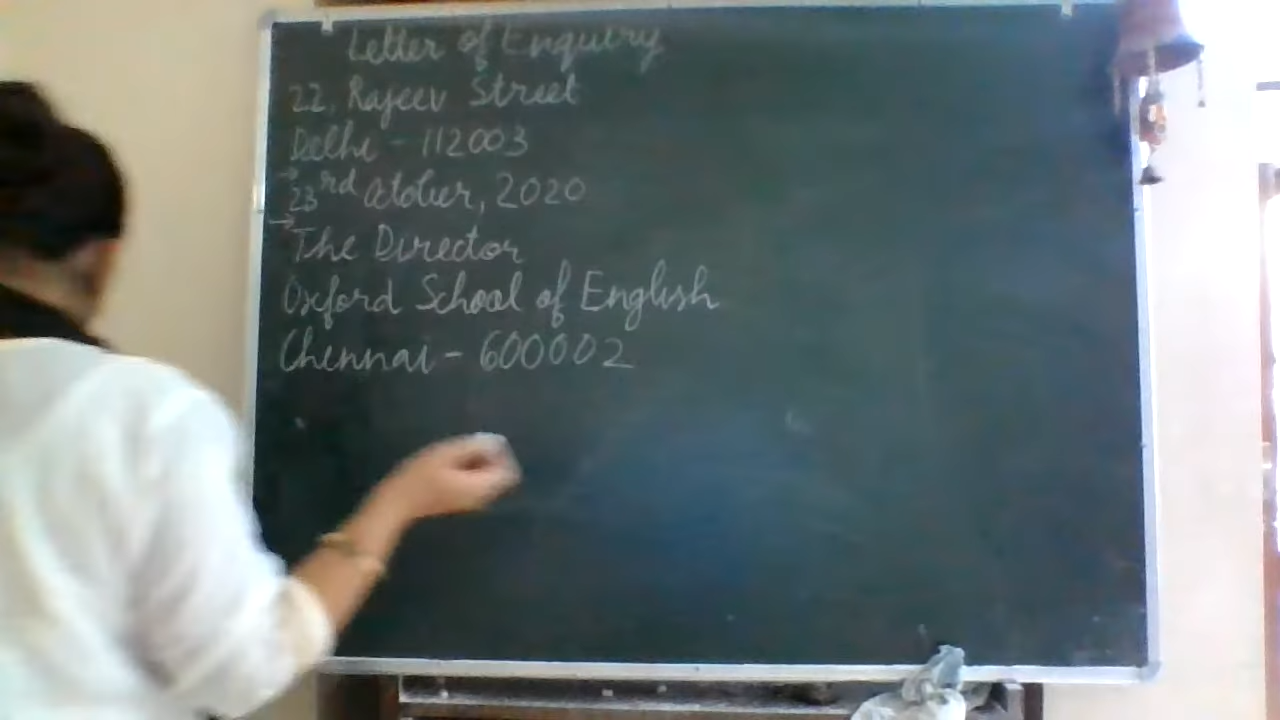 Letter of Enquiry
22, Rajeev Street
Delhi - 112003
→ 23rd October, 2020
→ The Director
Oxford School of English
Chennai - 600002